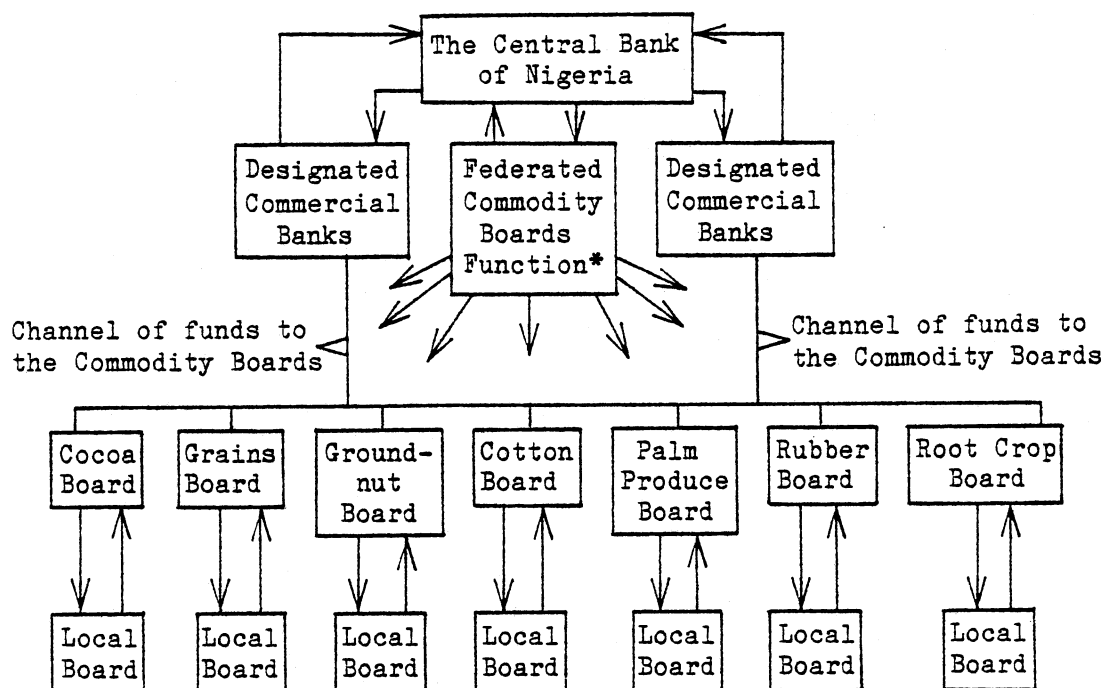 The Central Bank
of Nigeria
Designated
Commercial
Banks
Federated
Commodity
Boards
Function*
Designated
Commercial
Banks
Channel of funds to
the Commodity Boards
Channel of funds to
the Commodity Boards
Cocoa
Board
Grains
Board
Ground-
nut
Board
Cotton
Board
Palm
Produce
Board
Rubber
Board
Root Crop
Board
Local
Board
Local
Board
Local
Board
Local
Board
Local
Board
Local
Board
Local
Board